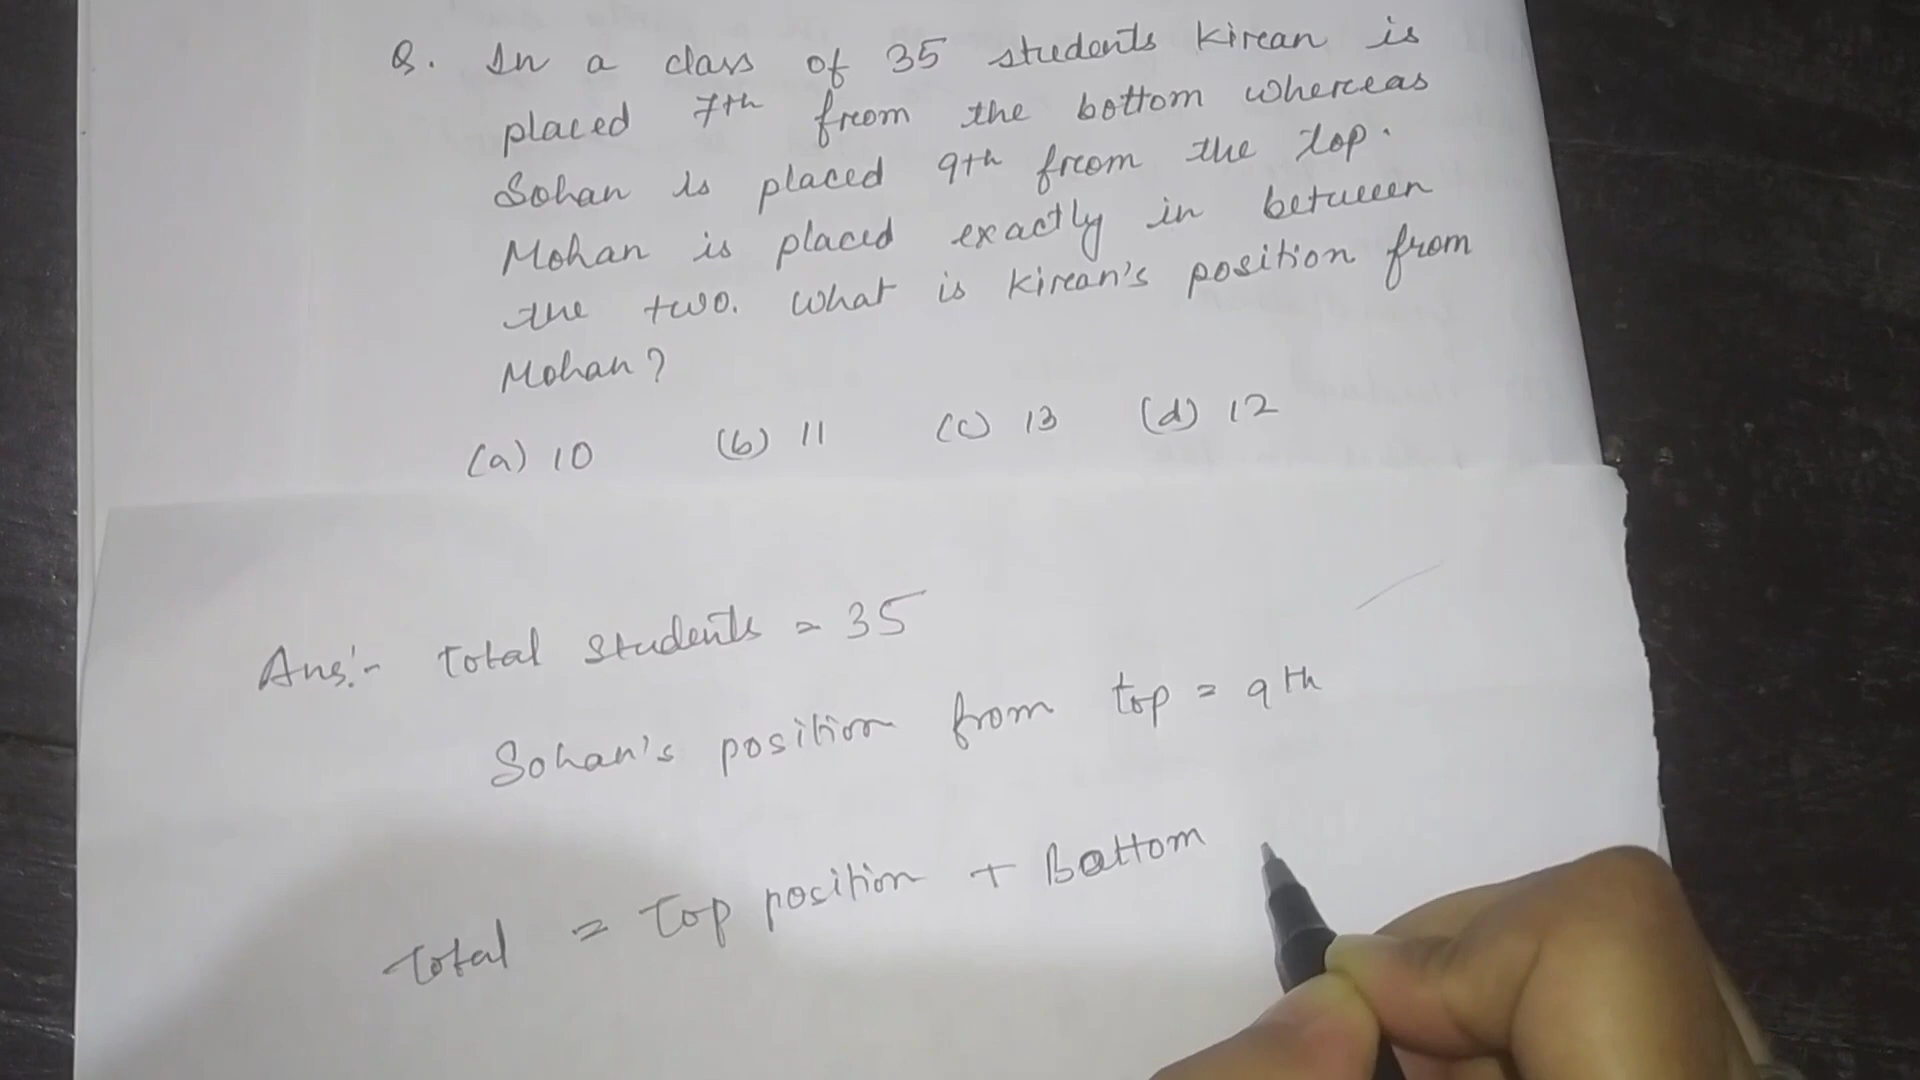 Q. In a class of 35 students Kiran is
placed 7th from the bottom whereas
Sohan is placed 9th from the top.
Mohan is placed exactly in between
the two. What is Kiran's position from
Mohan?
(a) 10 (b) 11 (c) 13 (d) 12
Ans:- Total students = 35
Sohan's position from top = 9th
Total = Top position + Bottom